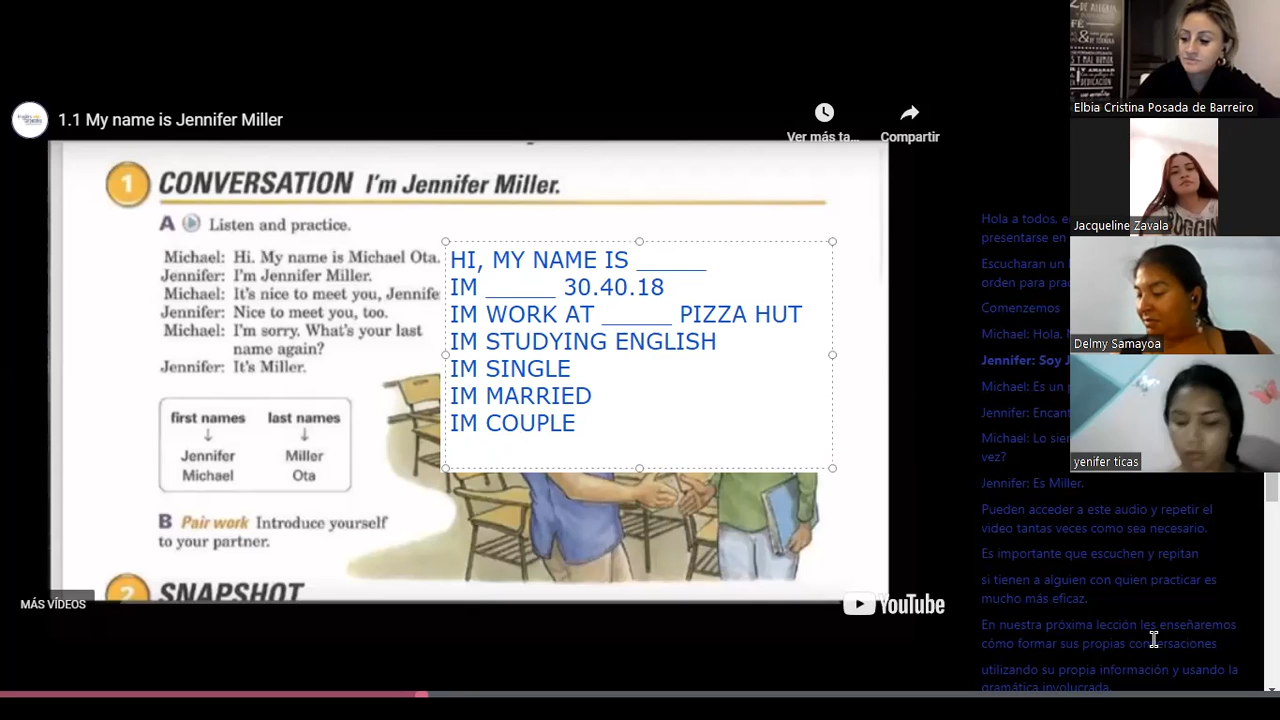 1.1 My name is Jennifer Miller
Ver más ta...
Compartir
1 CONVERSATION I'm Jennifer Miller.
A Listen and practice.
Michael: Hi. My name is Michael Ota.
Jennifer: I'm Jennifer Miller.
Michael: It's nice to meet you, Jennife
Jennifer: Nice to meet you, too.
Michael: I'm sorry. What's your last
name again?
Jennifer: It's Miller.
first names last names
↓ ↓
Jennifer Miller
Michael Ota
B Pair work Introduce yourself
to your partner.
2 SNAPSHOT
HI, MY NAME IS _____
IM _____ 30.40.18
IM WORK AT _____ PIZZA HUT
IM STUDYING ENGLISH
IM SINGLE
IM MARRIED
IM COUPLE
MÁS VÍDEOS
YouTube
Elbia Cristina Posada de Barreiro
Jacqueline Zavala
Delmy Samayoa
yenifer ticas
Hola a todos, e
presentarse en
Escucharan un
orden para pra
Comenzemos
Michael: Hola.
Jennifer: Soy J
Michael: Es un
Jennifer: Encant
Michael: Lo sie
vez?
Jennifer: Es Miller.
Pueden acceder a este audio y repetir el
video tantas veces como sea necesario.
Es importante que escuchen y repitan
si tienen a alguien con quien practicar es
mucho más eficaz.
En nuestra próxima lección les enseñaremos
cómo formar sus propias conversaciones
utilizando su propia información y usando la
gramática involucrada.